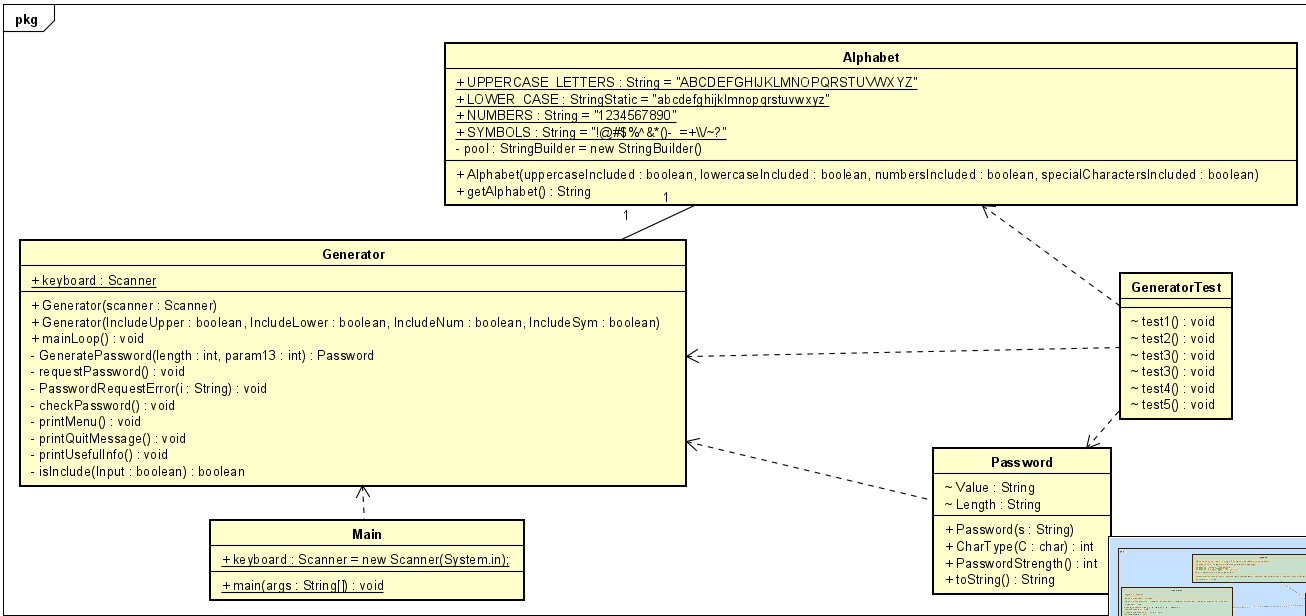 pkg
Alphabet
+ UPPERCASE_LETTERS : String = "ABCDEFGHIJKLMNOPQRSTUVWXYZ"
+ LOWER_CASE : StringStatic = "abcdefghijklmnopqrstuvwxyz"
+ NUMBERS : String = "1234567890"
+ SYMBOLS : String = "!@#$%^&*()-_=+\\/~?"
- pool : StringBuilder = new StringBuilder()
+ Alphabet(uppercaseIncluded : boolean, lowercaseIncluded : boolean, numbersIncluded : boolean, specialCharactersIncluded : boolean)
+ getAlphabet() : String
1
1
Generator
+ keyboard : Scanner
+ Generator(scanner : Scanner)
+ Generator(IncludeUpper : boolean, IncludeLower : boolean, IncludeNum : boolean, IncludeSym : boolean)
+ mainLoop() : void
- GeneratePassword(length : int, param13 : int) : Password
- requestPassword() : void
- PasswordRequestError(i : String) : void
- checkPassword() : void
- printMenu() : void
- printQuitMessage() : void
- printUsefulInfo() : void
- isInclude(Input : boolean) : boolean
GeneratorTest
~ test1() : void
~ test2() : void
~ test3() : void
~ test3() : void
~ test4() : void
~ test5() : void
Password
~ Value : String
~ Length : String
+ Password(s : String)
+ CharType(C : char) : int
+ PasswordStrength() : int
+ toString() : String
Main
+ keyboard : Scanner = new Scanner(System.in);
+ main(args : String[]) : void